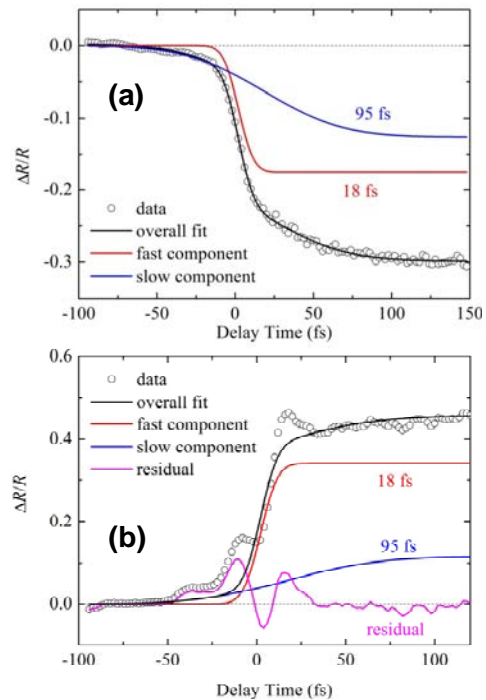 0.0
(a)
95 fs
-0.1
ΔR/R
18 fs
-0.2
data
overall fit
fast component
slow component
-0.3
-100 -50 0 50 100 150
Delay Time (fs)
0.6
data
overall fit
fast component
slow component
residual
0.4
18 fs
ΔR/R
0.2
(b)
95 fs
0.0
residual
-100 -50 0 50 100
Delay Time (fs)